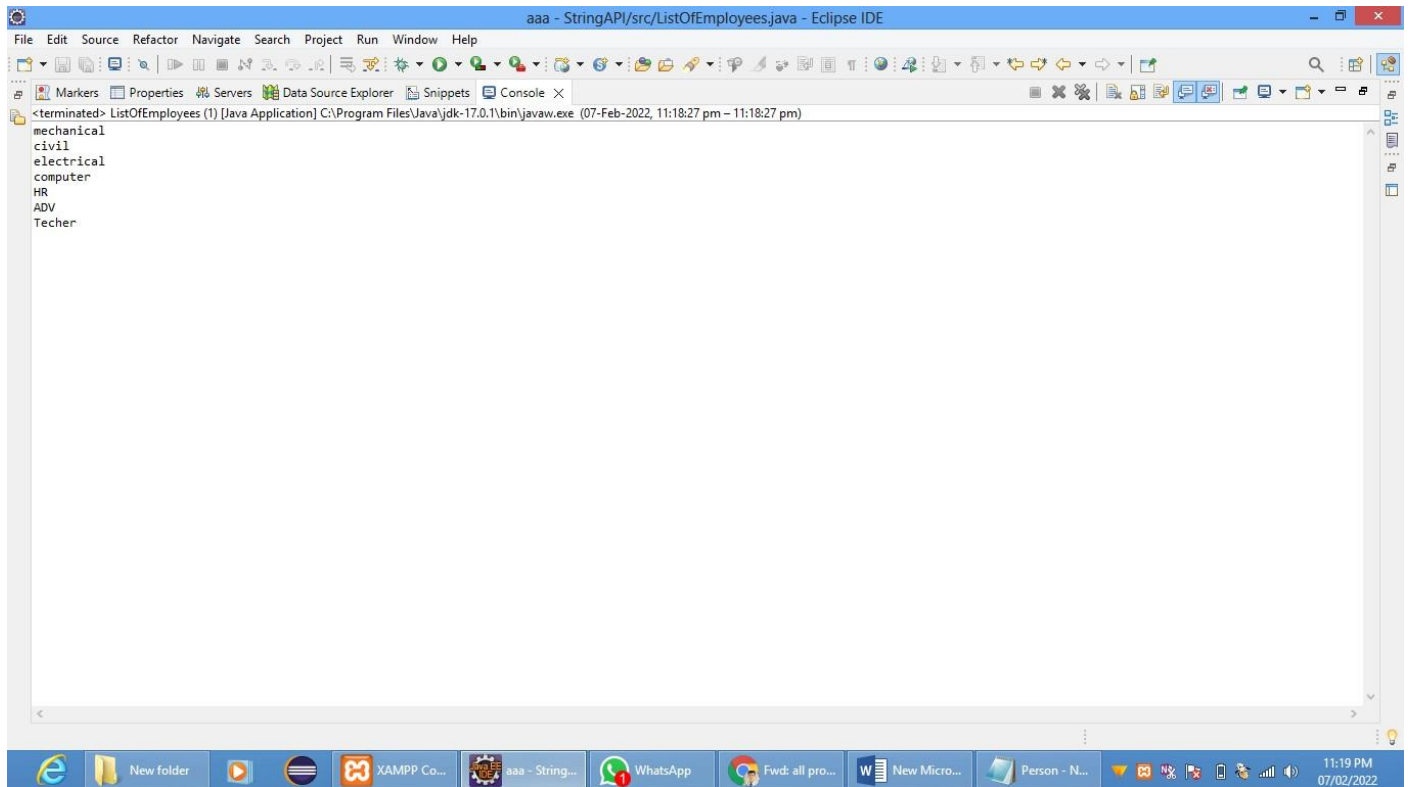 aaa - StringAPI/src/ListOfEmployees.java - Eclipse IDE
File Edit Source Refactor Navigate Search Project Run Window Help
Markers Properties Servers Data Source Explorer Snippets Console
<terminated> ListOfEmployees (1) [Java Application] C:\Program Files\Java\jdk-17.0.1\bin\javaw.exe (07-Feb-2022, 11:18:27 pm – 11:18:27 pm)
mechanical
civil
electrical
computer
HR
ADV
Techer
New folder XAMPP Co... aaa - String... WhatsApp Fwd: all pro... New Micro... Person - N... 11:19 PM
07/02/2022